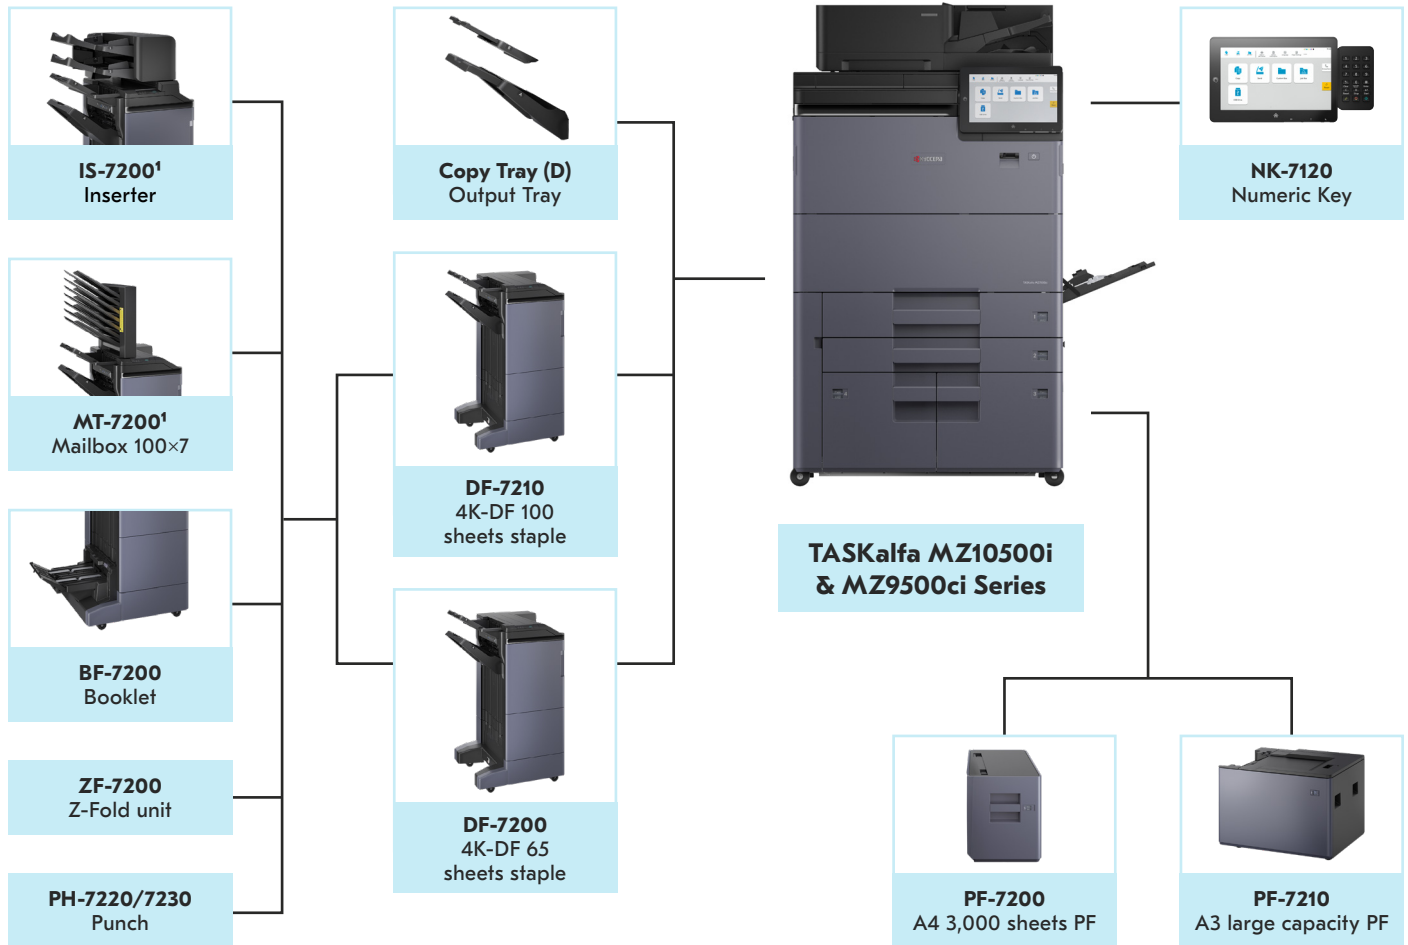 IS-7200¹
Inserter
MT-7200¹
Mailbox 100×7
BF-7200
Booklet
ZF-7200
Z-Fold unit
PH-7220/7230
Punch
Copy Tray (D)
Output Tray
DF-7210
4K-DF 100
sheets staple
DF-7200
4K-DF 65
sheets staple
KYOCERA
TASKalfa MZ10500i
& MZ9500ci Series
NK-7120
Numeric Key
PF-7200
A4 3,000 sheets PF
PF-7210
A3 large capacity PF